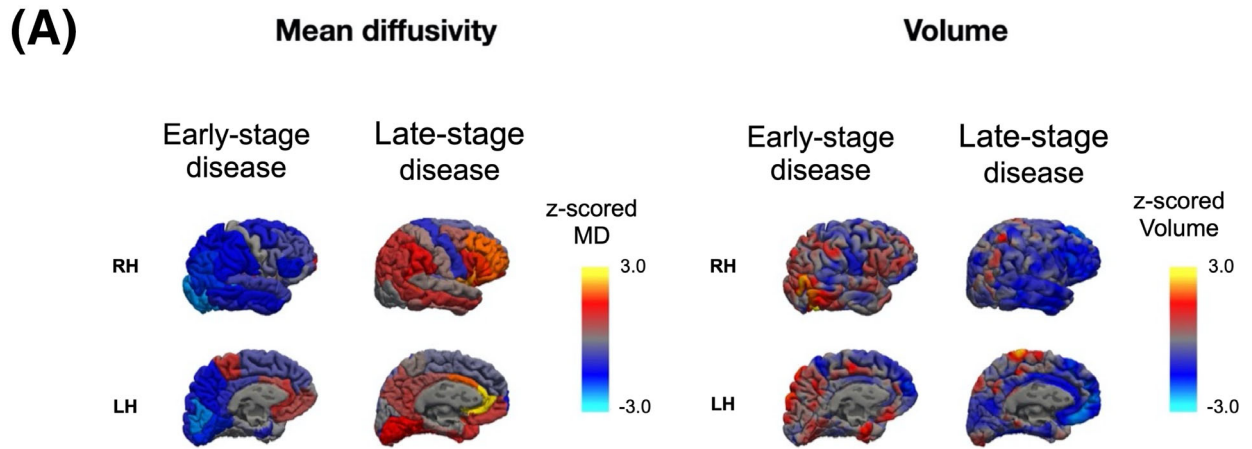 (A)
Mean diffusivity
Volume
Early-stage
disease
Late-stage
disease
z-scored
MD
RH
3.0
LH
-3.0
Early-stage
disease
Late-stage
disease
z-scored
Volume
RH
3.0
LH
-3.0